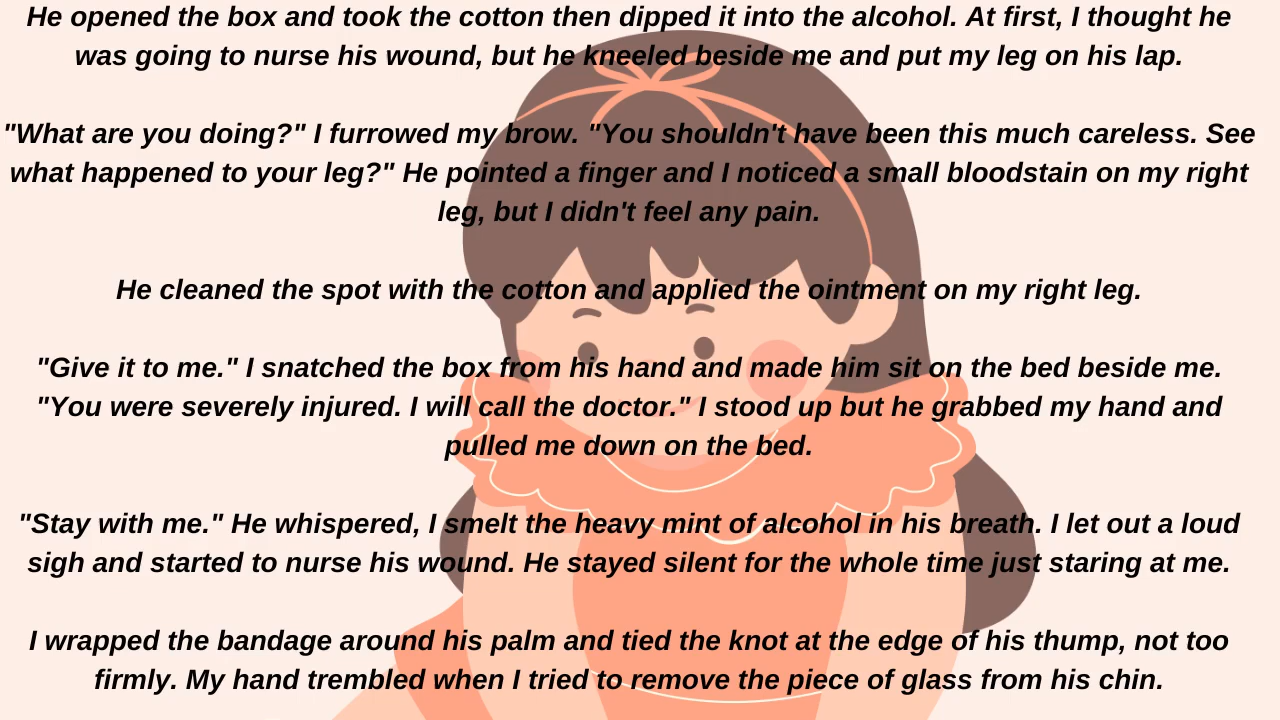 He opened the box and took the cotton then dipped it into the alcohol. At first, I thought he
was going to nurse his wound, but he kneeled beside me and put my leg on his lap.
"What are you doing?" I furrowed my brow. "You shouldn't have been this much careless. See
what happened to your leg?" He pointed a finger and I noticed a small bloodstain on my right
leg, but I didn't feel any pain.
He cleaned the spot with the cotton and applied the ointment on my right leg.
"Give it to me." I snatched the box from his hand and made him sit on the bed beside me.
"You were severely injured. I will call the doctor." I stood up but he grabbed my hand and
pulled me down on the bed.
"Stay with me." He whispered, I smelt the heavy mint of alcohol in his breath. I let out a loud
sigh and started to nurse his wound. He stayed silent for the whole time just staring at me.
I wrapped the bandage around his palm and tied the knot at the edge of his thump, not too
firmly. My hand trembled when I tried to remove the piece of glass from his chin.